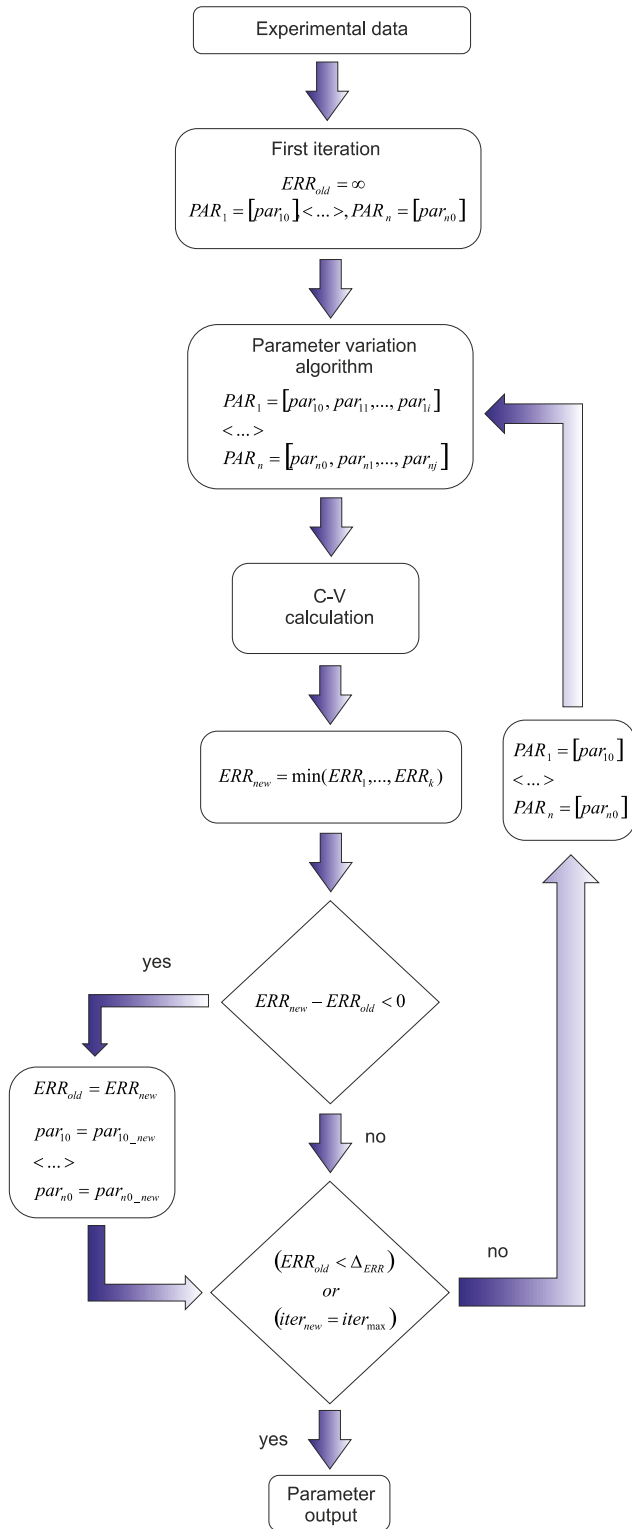 Experimental data
First iteration
ERR_old = ∞
PAR_1 = [par_10], < ... >, PAR_n = [par_n0]
Parameter variation
algorithm
PAR_1 = [par_10, par_11, ..., par_1i]
< ... >
PAR_n = [par_n0, par_n1, ..., par_nj]
C-V
calculation
ERR_new = min(ERR_1, ..., ERR_k)
PAR_1 = [par_10]
< ... >
PAR_n = [par_n0]
yes
ERR_new − ERR_old < 0
ERR_old = ERR_new
par_10 = par_10_new
< ... >
par_n0 = par_n0_new
no
(ERR_old < Δ_ERR)
or
(iter_new = iter_max)
no
yes
Parameter
output